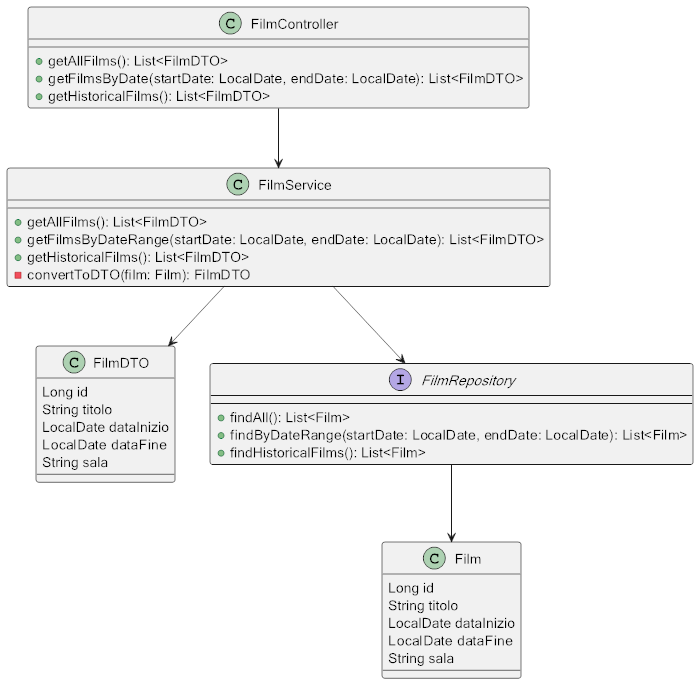 C FilmController
getAllFilms(): List<FilmDTO>
getFilmsByDate(startDate: LocalDate, endDate: LocalDate): List<FilmDTO>
getHistoricalFilms(): List<FilmDTO>
C FilmService
getAllFilms(): List<FilmDTO>
getFilmsByDateRange(startDate: LocalDate, endDate: LocalDate): List<FilmDTO>
getHistoricalFilms(): List<FilmDTO>
convertToDTO(film: Film): FilmDTO
C FilmDTO
Long id
String titolo
LocalDate dataInizio
LocalDate dataFine
String sala
I FilmRepository
findAll(): List<Film>
findByDateRange(startDate: LocalDate, endDate: LocalDate): List<Film>
findHistoricalFilms(): List<Film>
C Film
Long id
String titolo
LocalDate dataInizio
LocalDate dataFine
String sala